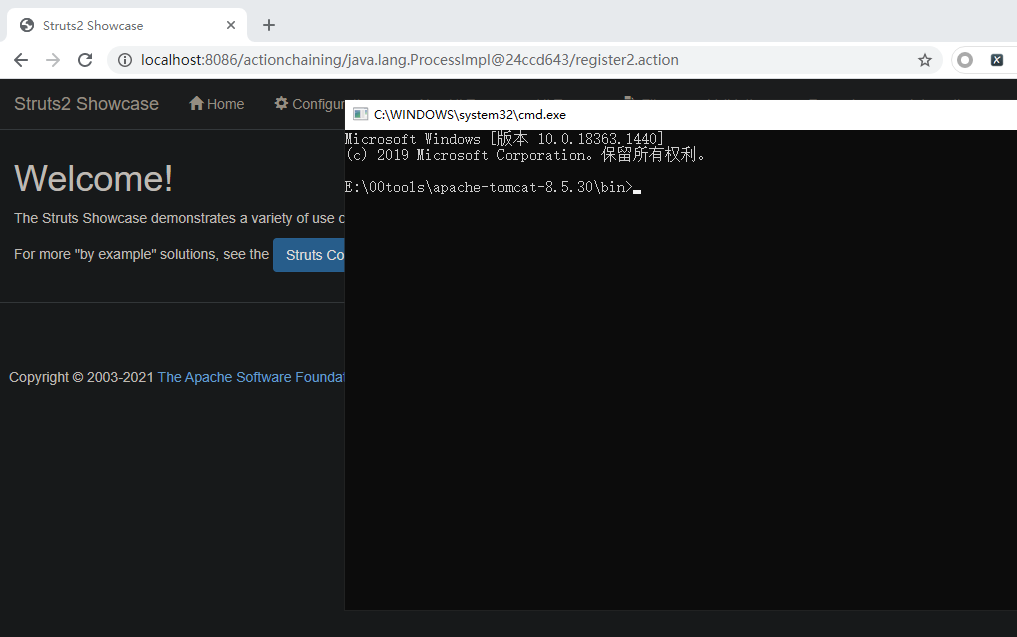 Struts2 Showcase
localhost:8086/actionchaining/java.lang.ProcessImpl@24ccd643/register2.action
Struts2 Showcase Home Configur
C:\WINDOWS\system32\cmd.exe
Microsoft Windows [版本 10.0.18363.1440]
(c) 2019 Microsoft Corporation。保留所有权利。
E:\00tools\apache-tomcat-8.5.30\bin>
Welcome!
The Struts Showcase demonstrates a variety of use c
For more "by example" solutions, see the Struts Co
Copyright © 2003-2021 The Apache Software Foundat